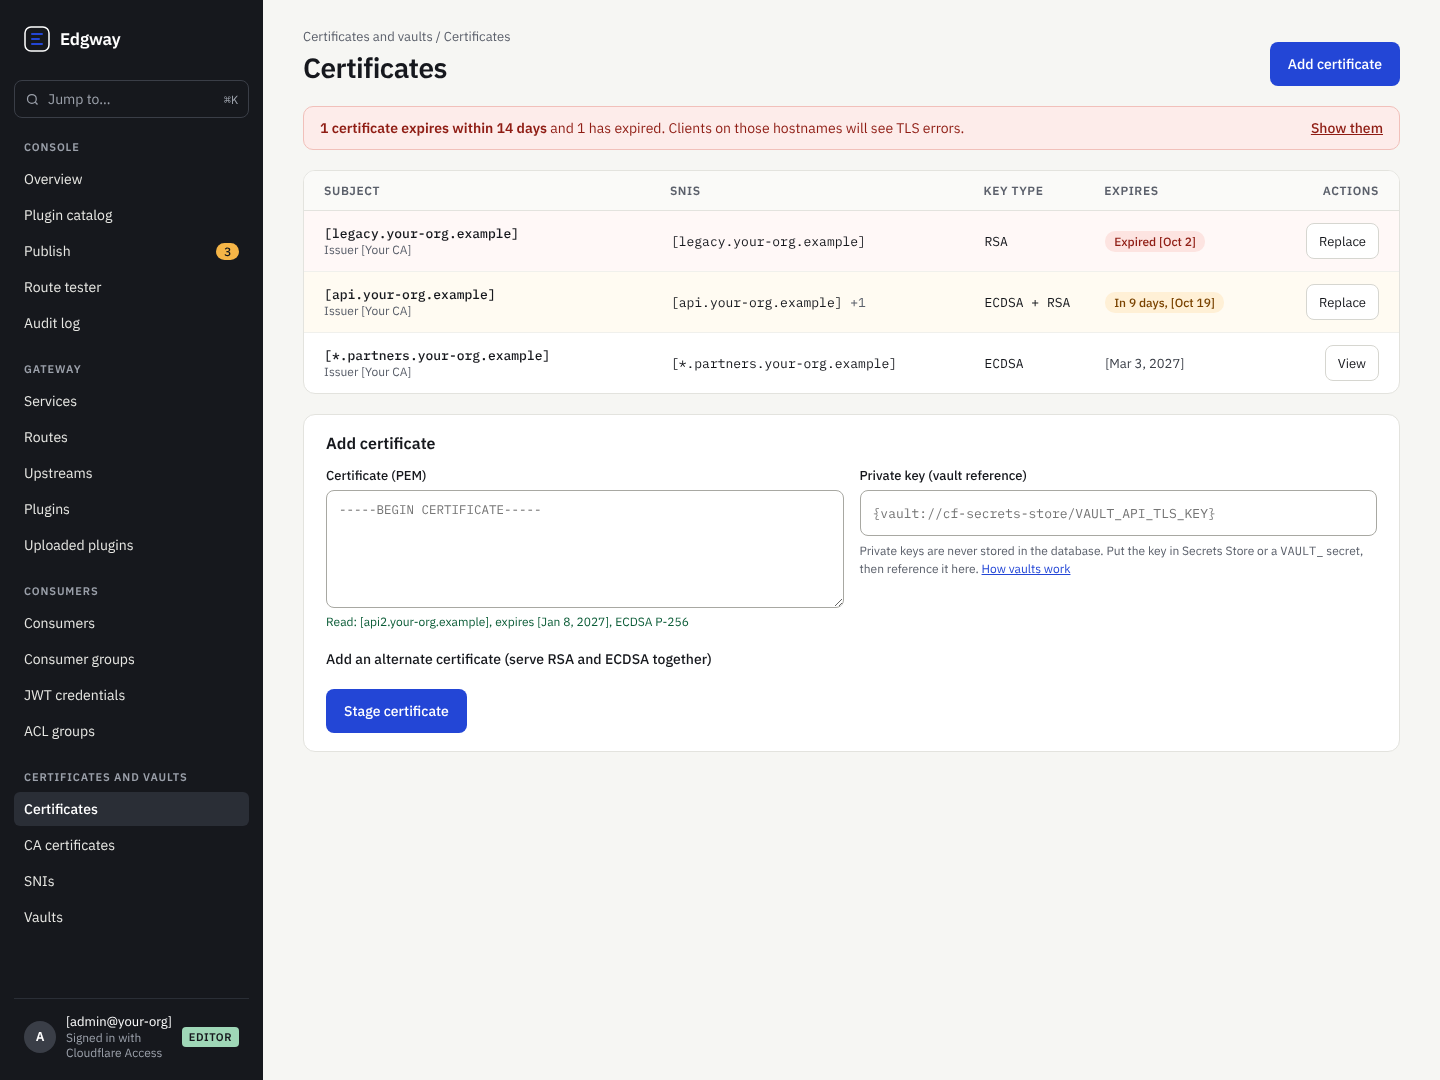 Edgway
Jump to...
⌘K
CONSOLE
Overview
Plugin catalog
Publish
3
Route tester
Audit log
GATEWAY
Services
Routes
Upstreams
Plugins
Uploaded plugins
CONSUMERS
Consumers
Consumer groups
JWT credentials
ACL groups
CERTIFICATES AND VAULTS
Certificates
CA certificates
SNIs
Vaults
A
[admin@your-org]
Signed in with
Cloudflare Access
EDITOR
Certificates and vaults / Certificates
Certificates
Add certificate
1 certificate expires within 14 days and 1 has expired. Clients on those hostnames will see TLS errors.
Show them
SUBJECT SNIS KEY TYPE EXPIRES ACTIONS
[legacy.your-org.example]
Issuer [Your CA]
[legacy.your-org.example]
RSA
Expired [Oct 2]
Replace
[api.your-org.example]
Issuer [Your CA]
[api.your-org.example] +1
ECDSA + RSA
In 9 days, [Oct 19]
Replace
[*.partners.your-org.example]
Issuer [Your CA]
[*.partners.your-org.example]
ECDSA
[Mar 3, 2027]
View
Add certificate
Certificate (PEM)
-----BEGIN CERTIFICATE-----
Read: [api2.your-org.example], expires [Jan 8, 2027], ECDSA P-256
Private key (vault reference)
{vault://cf-secrets-store/VAULT_API_TLS_KEY}
Private keys are never stored in the database. Put the key in Secrets Store or a VAULT_ secret,
then reference it here. How vaults work
Add an alternate certificate (serve RSA and ECDSA together)
Stage certificate